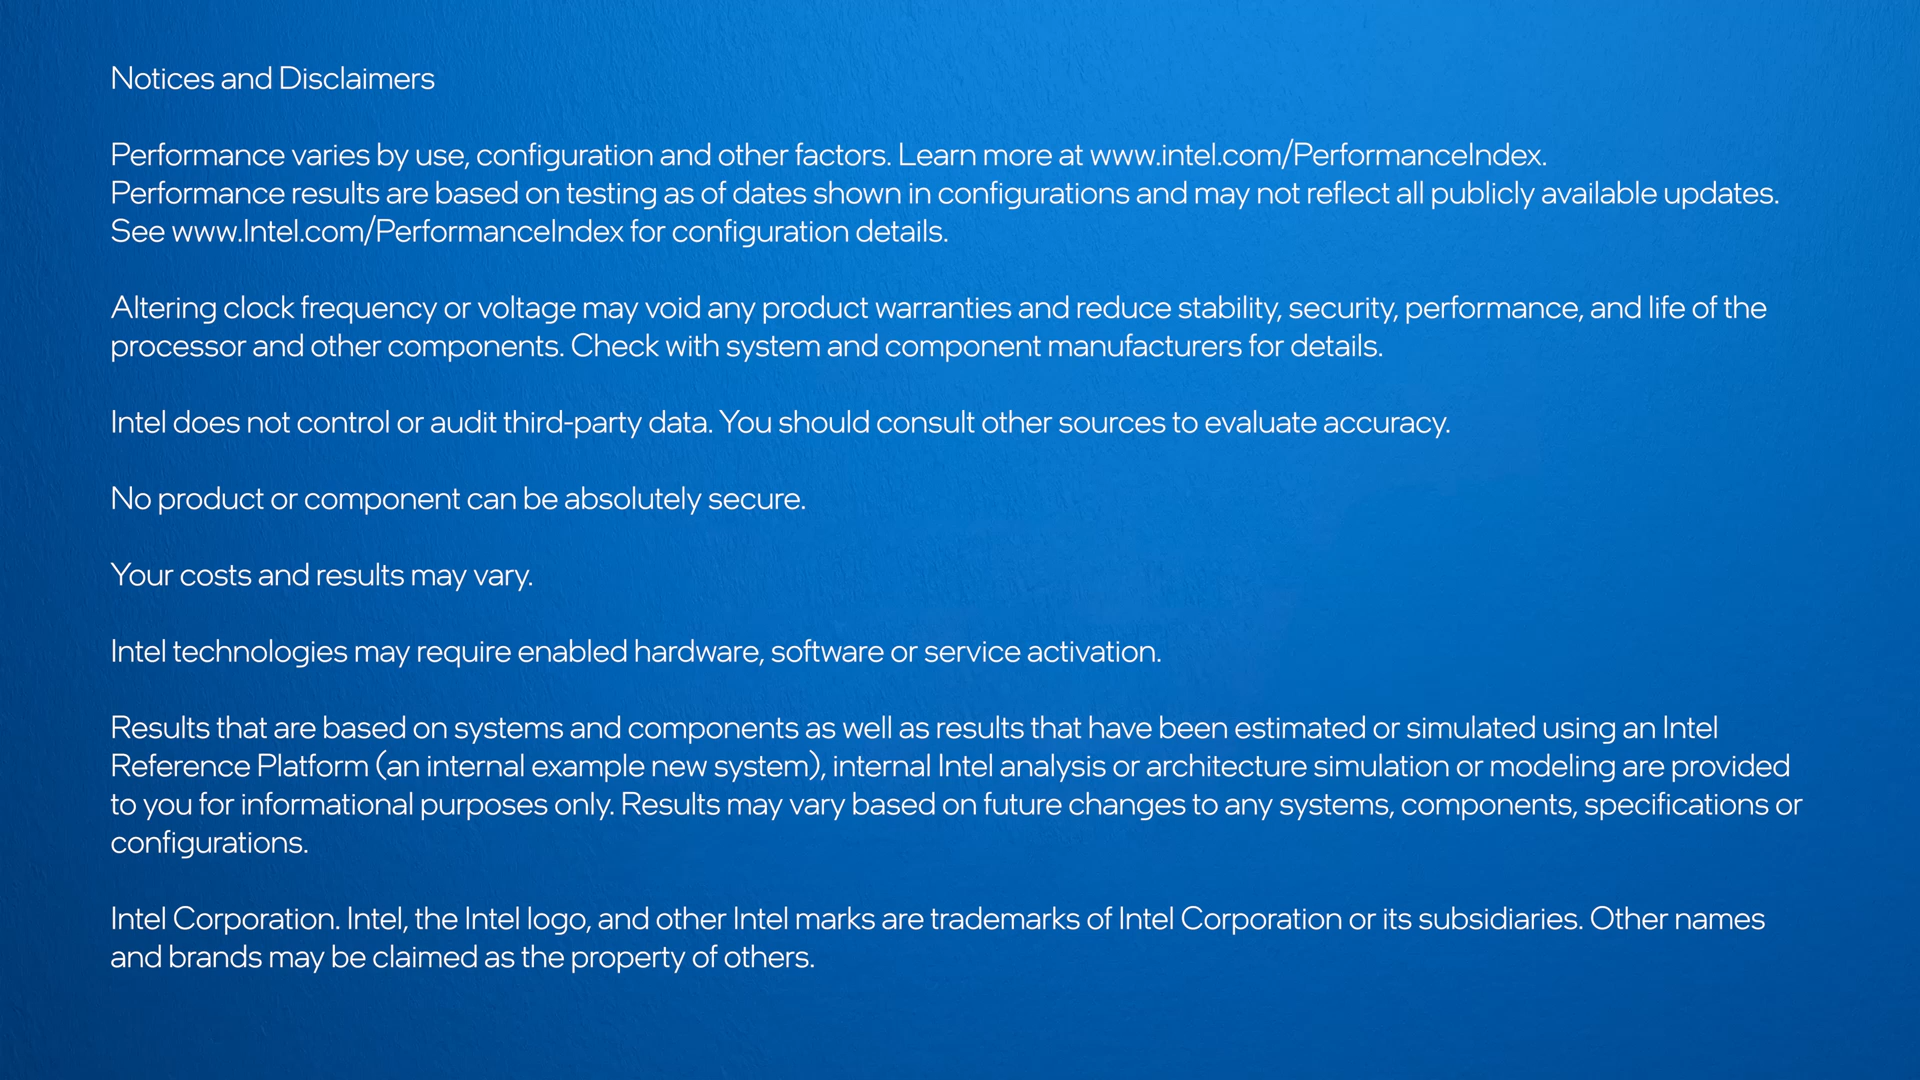 Notices and Disclaimers
Performance varies by use, configuration and other factors. Learn more at www.intel.com/PerformanceIndex.
Performance results are based on testing as of dates shown in configurations and may not reflect all publicly available updates.
See www.Intel.com/PerformanceIndex for configuration details.
Altering clock frequency or voltage may void any product warranties and reduce stability, security, performance, and life of the
processor and other components. Check with system and component manufacturers for details.
Intel does not control or audit third-party data. You should consult other sources to evaluate accuracy.
No product or component can be absolutely secure.
Your costs and results may vary.
Intel technologies may require enabled hardware, software or service activation.
Results that are based on systems and components as well as results that have been estimated or simulated using an Intel
Reference Platform (an internal example new system), internal Intel analysis or architecture simulation or modeling are provided
to you for informational purposes only. Results may vary based on future changes to any systems, components, specifications or
configurations.
Intel Corporation. Intel, the Intel logo, and other Intel marks are trademarks of Intel Corporation or its subsidiaries. Other names
and brands may be claimed as the property of others.